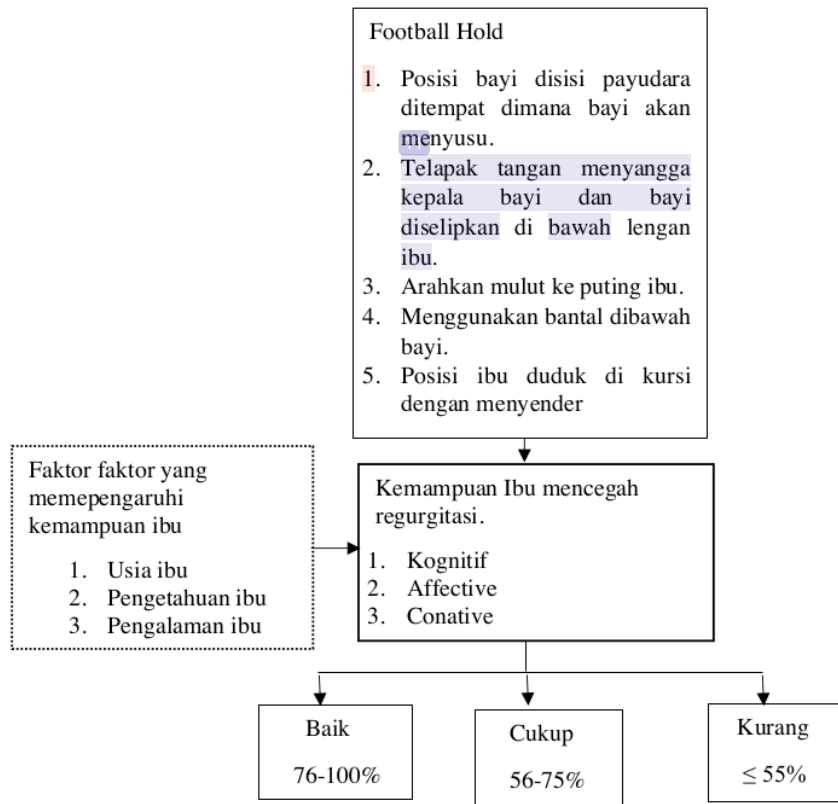 Football Hold
1. Posisi bayi disisi payudara
ditempat dimana bayi akan
menyusu.
2. Telapak tangan menyangga
kepala bayi dan bayi
diselipkan di bawah lengan
ibu.
3. Arahkan mulut ke puting ibu.
4. Menggunakan bantal dibawah
bayi.
5. Posisi ibu duduk di kursi
dengan menyender
Faktor faktor yang
memepengaruhi
kemampuan ibu
1. Usia ibu
2. Pengetahuan ibu
3. Pengalaman ibu
Kemampuan Ibu mencegah
regurgitasi.
1. Kognitif
2. Affective
3. Conative
Baik
76-100%
Cukup
56-75%
Kurang
≤ 55%